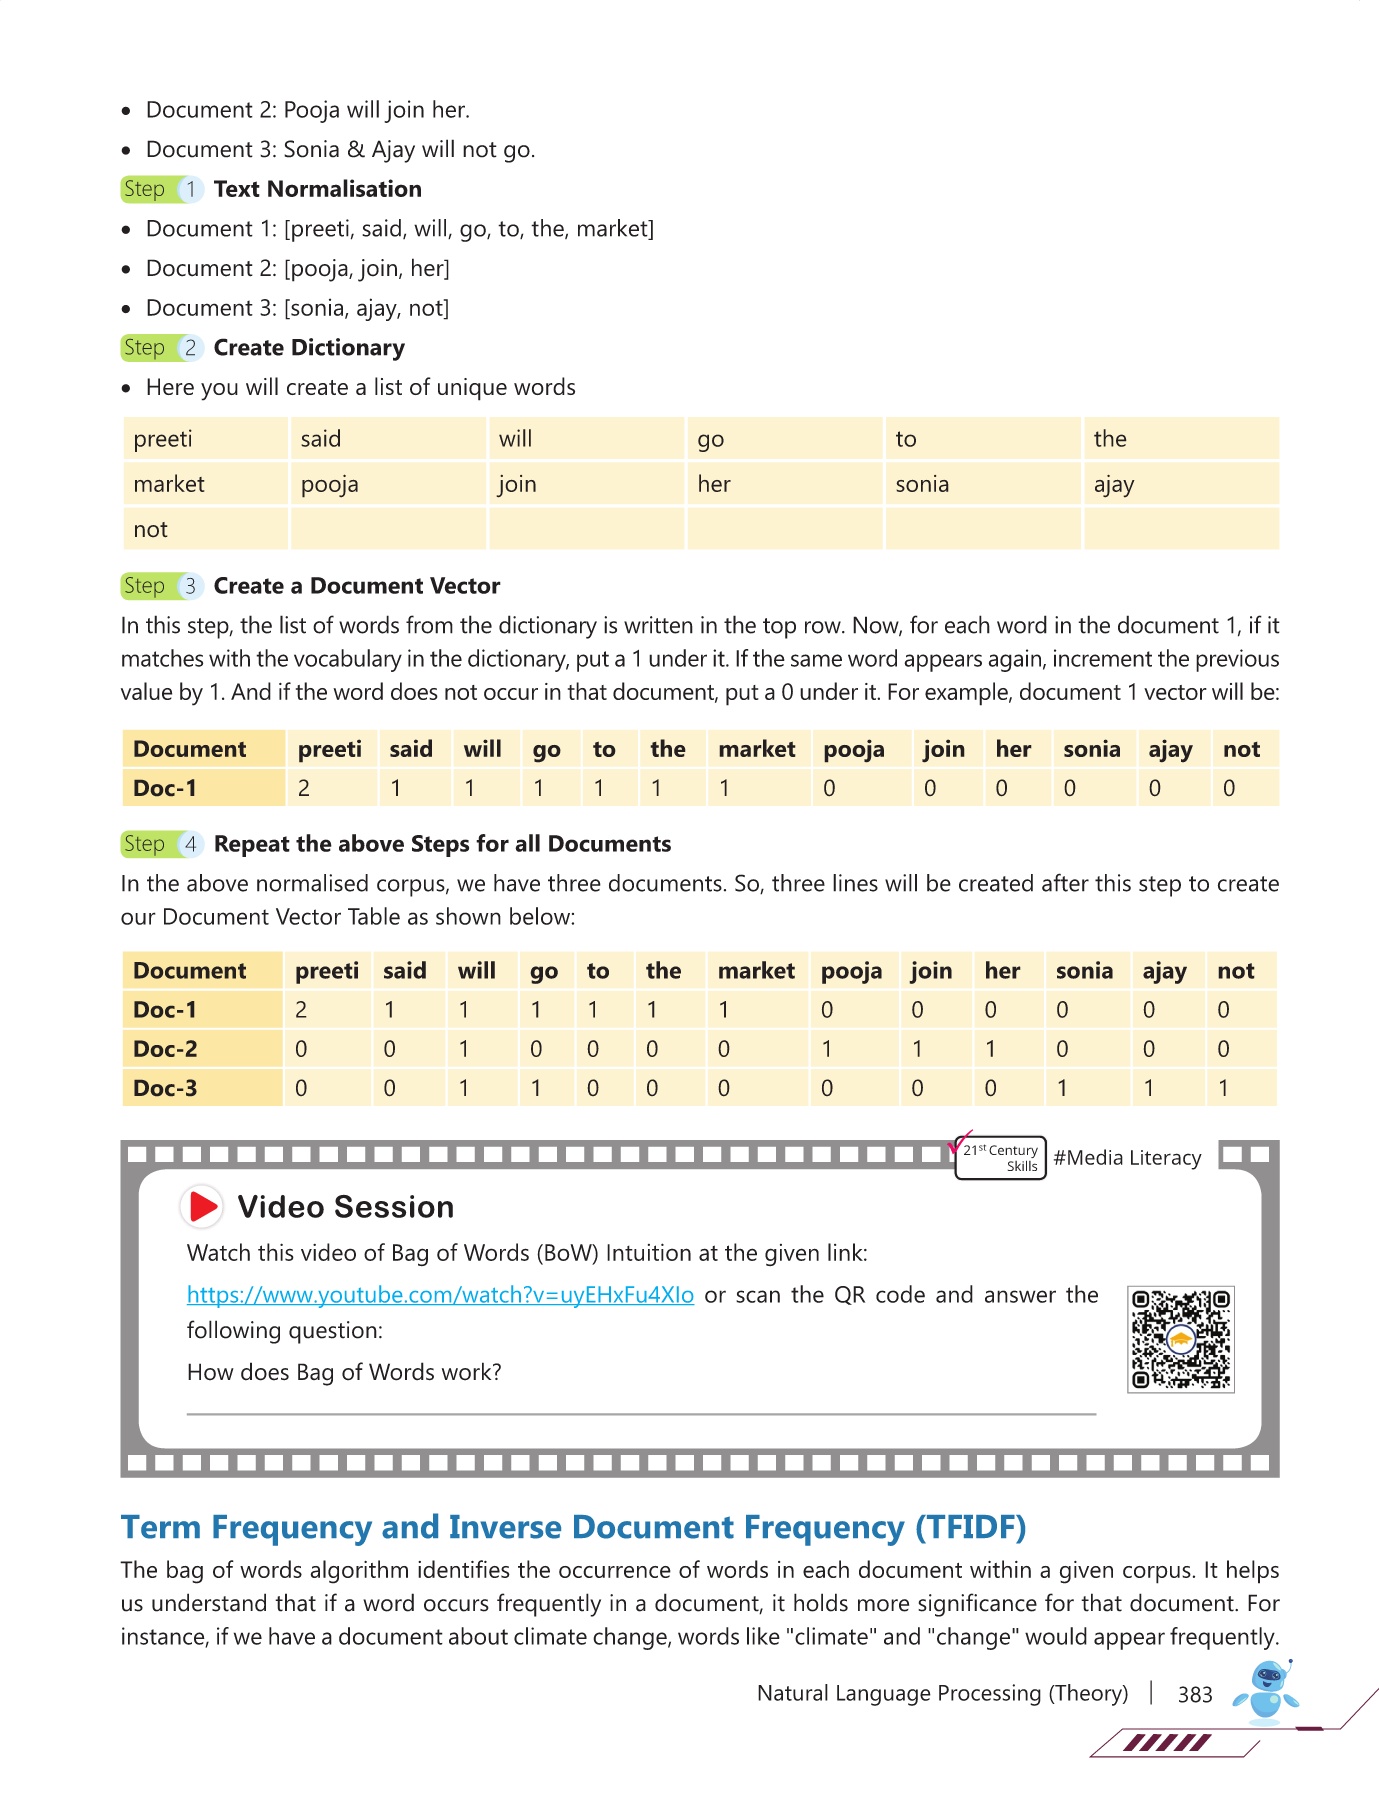 • Document 2: Pooja will join her.
• Document 3: Sonia & Ajay will not go.
Step 1 Text Normalisation
• Document 1: [preeti, said, will, go, to, the, market]
• Document 2: [pooja, join, her]
• Document 3: [sonia, ajay, not]
Step 2 Create Dictionary
• Here you will create a list of unique words
preeti said will go to the
market pooja join her sonia ajay
not
Step 3 Create a Document Vector
In this step, the list of words from the dictionary is written in the top row. Now, for each word in the document 1, if it
matches with the vocabulary in the dictionary, put a 1 under it. If the same word appears again, increment the previous
value by 1. And if the word does not occur in that document, put a 0 under it. For example, document 1 vector will be:
Document preeti said will go to the market pooja join her sonia ajay not
Doc-1 2 1 1 1 1 1 1 0 0 0 0 0 0
Step 4 Repeat the above Steps for all Documents
In the above normalised corpus, we have three documents. So, three lines will be created after this step to create
our Document Vector Table as shown below:
Document preeti said will go to the market pooja join her sonia ajay not
Doc-1 2 1 1 1 1 1 1 0 0 0 0 0 0
Doc-2 0 0 1 0 0 0 0 1 1 1 0 0 0
Doc-3 0 0 1 1 0 0 0 0 0 0 1 1 1
21st Century
Skills
#Media Literacy
Video Session
Watch this video of Bag of Words (BoW) Intuition at the given link:
https://www.youtube.com/watch?v=uyEHxFu4XIo or scan the QR code and answer the
following question:
How does Bag of Words work?
Term Frequency and Inverse Document Frequency (TFIDF)
The bag of words algorithm identifies the occurrence of words in each document within a given corpus. It helps
us understand that if a word occurs frequently in a document, it holds more significance for that document. For
instance, if we have a document about climate change, words like "climate" and "change" would appear frequently.
Natural Language Processing (Theory) | 383